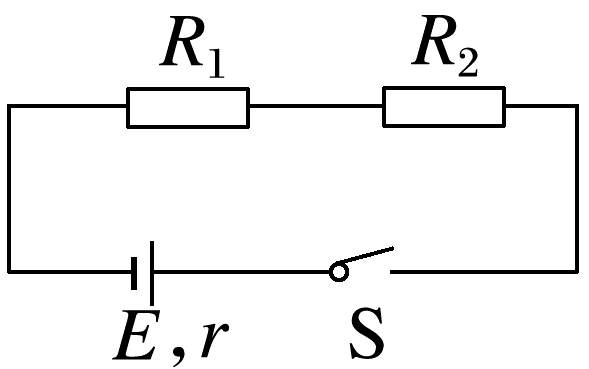 R₁ R₂
E, r S